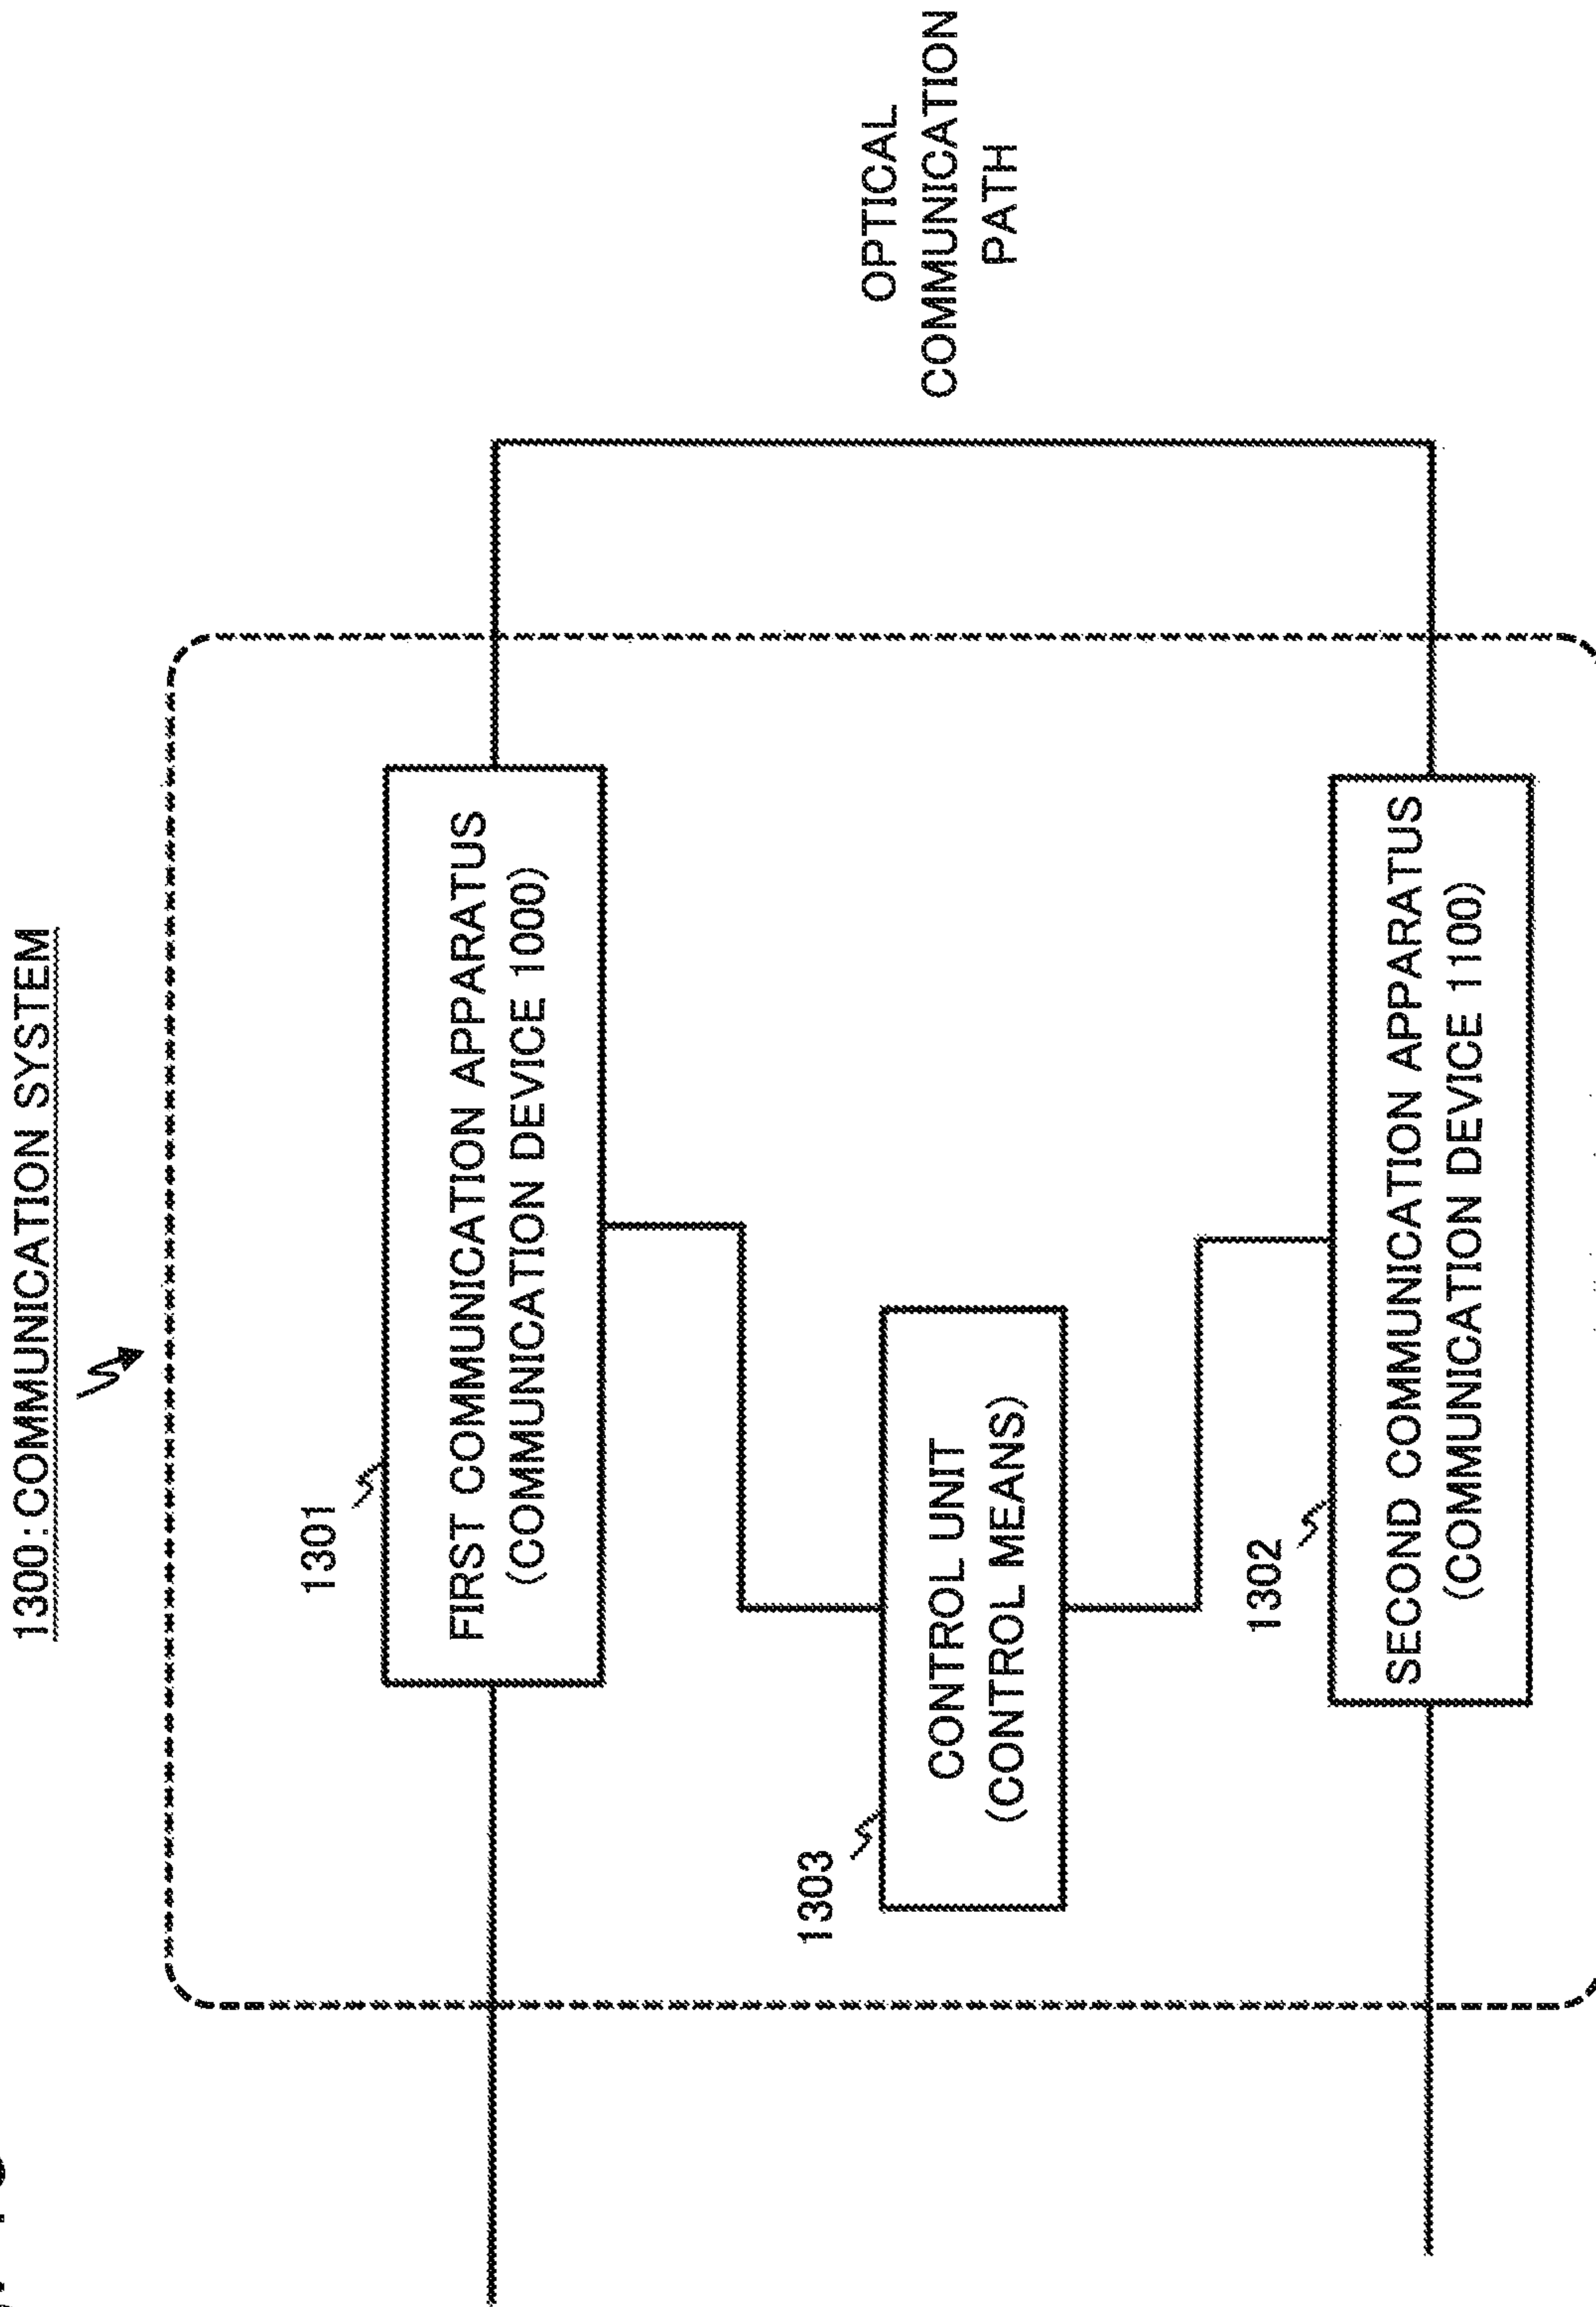 1300:COMMUNICATION SYSTEM
1301
FIRST COMMUNICATION APPARATUS
(COMMUNICATION DEVICE 1000)
1303
CONTROL UNIT
(CONTROL MEANS)
OPTICAL
COMMUNICATION
PATH
1302
SECOND COMMUNICATION APPARATUS
(COMMUNICATION DEVICE 1100)